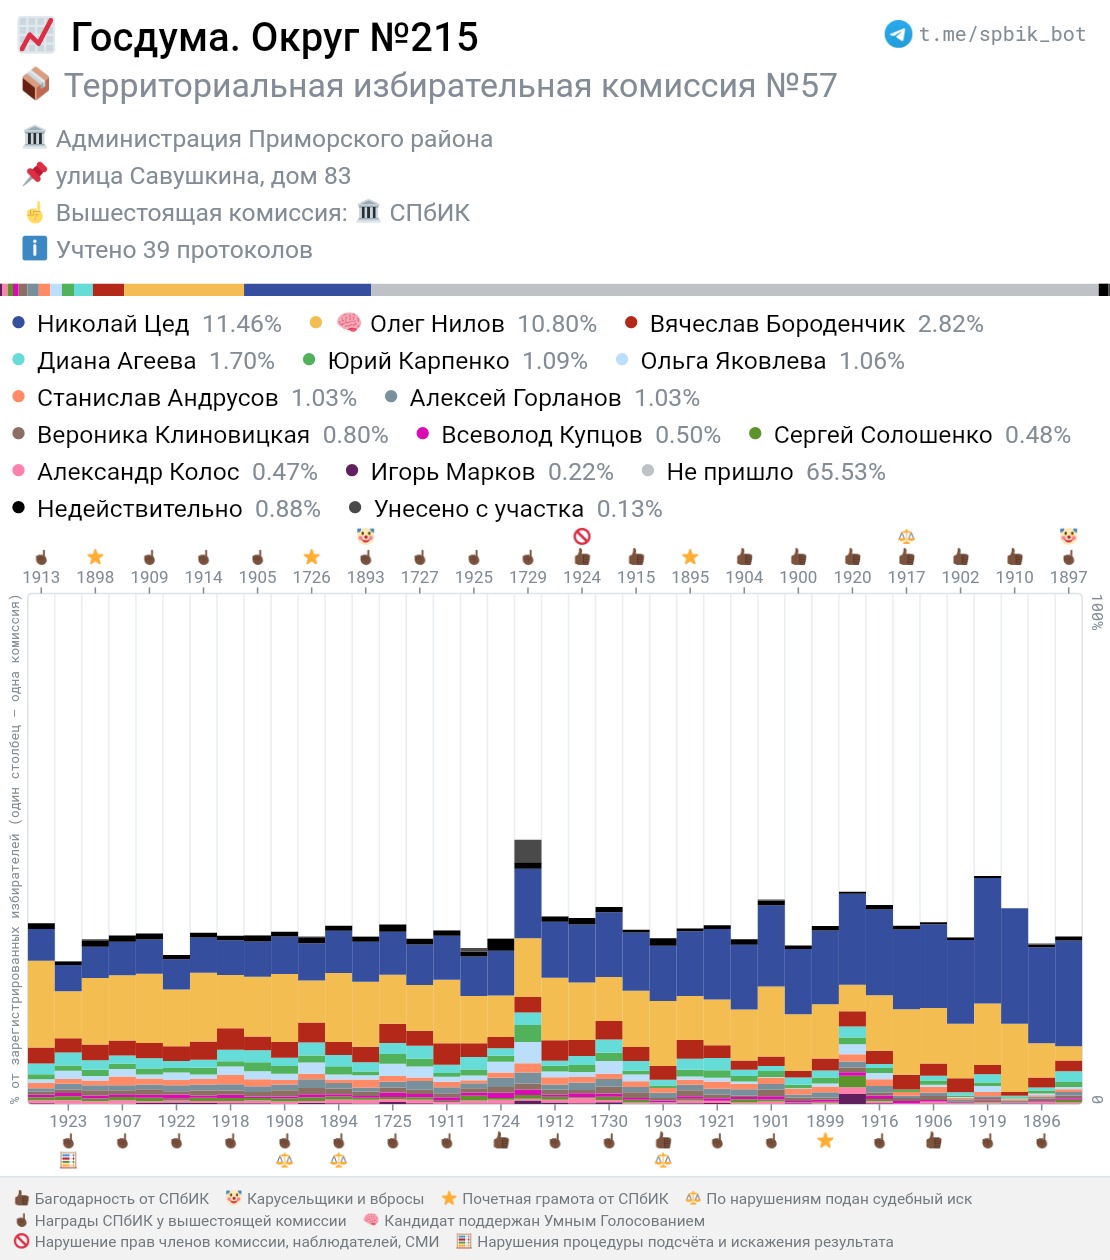 Госдума. Округ №215
t.me/spbik_bot
Территориальная избирательная комиссия №57
Администрация Приморского района
улица Савушкина, дом 83
Вышестоящая комиссия: СПбИК
Учтено 39 протоколов
Николай Цед 11.46% Олег Нилов 10.80% Вячеслав Бороденчик 2.82%
Диана Агеева 1.70% Юрий Карпенко 1.09% Ольга Яковлева 1.06%
Станислав Андрусов 1.03% Алексей Горланов 1.03%
Вероника Клиновицкая 0.80% Всеволод Купцов 0.50% Сергей Солошенко 0.48%
Александр Колос 0.47% Игорь Марков 0.22% Не пришло 65.53%
Недействительно 0.88% Унесено с участка 0.13%
1913 1898 1909 1914 1905 1726 1893 1727 1925 1729 1924 1915 1895 1904 1900 1920 1917 1902 1910 1897
% от зарегистрированных избирателей (один столбец – одна комиссия)
100%
0
1923 1907 1922 1918 1908 1894 1725 1911 1724 1912 1730 1903 1921 1901 1899 1916 1906 1919 1896
Багодарность от СПбИК Карусельщики и вбросы Почетная грамота от СПбИК По нарушениям подан судебный иск
Награды СПбИК у вышестоящей комиссии Кандидат поддержан Умным Голосованием
Нарушение прав членов комиссии, наблюдателей, СМИ Нарушения процедуры подсчёта и искажения результата